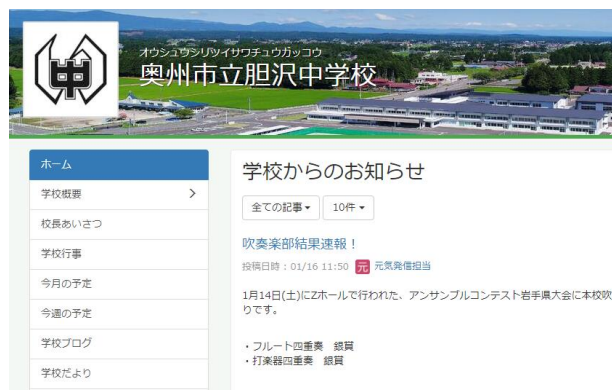 中
オウシュウシリツイサワチュウガッコウ
奥州市立胆沢中学校
ホーム
学校概要
校長あいさつ
学校行事
今月の予定
今週の予定
学校ブログ
学校だより
学校からのお知らせ
全ての記事
10件
吹奏楽部結果速報！
投稿日時 : 01/16 11:50 元 元気発信担当
1月14日(土)にZホールで行われた、アンサンブルコンテスト岩手県大会に本校吹
りです。
・フルート四重奏　銀賞
・打楽器四重奏　銀賞